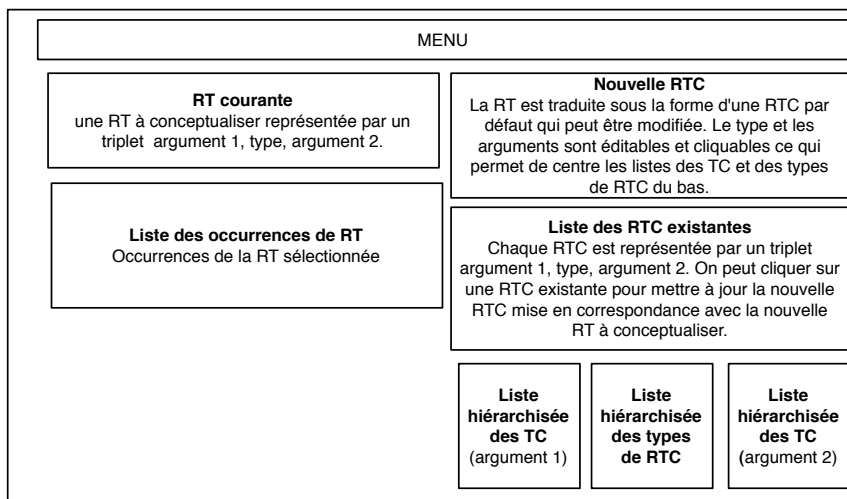 MENU
RT courante
une RT à conceptualiser représentée par un
triplet argument 1, type, argument 2.
Liste des occurrences de RT
Occurrences de la RT sélectionnée
Nouvelle RTC
La RT est traduite sous la forme d'une RTC par
défaut qui peut être modifiée. Le type et les
arguments sont éditables et cliquables ce qui
permet de centre les listes des TC et des types
de RTC du bas.
Liste des RTC existantes
Chaque RTC est représentée par un triplet
argument 1, type, argument 2. On peut cliquer sur
une RTC existante pour mettre à jour la nouvelle
RTC mise en correspondance avec la nouvelle
RT à conceptualiser.
Liste
hiérarchisée
des TC
(argument 1)
Liste
hiérarchisée
des types
de RTC
Liste
hiérarchisée
des TC
(argument 2)